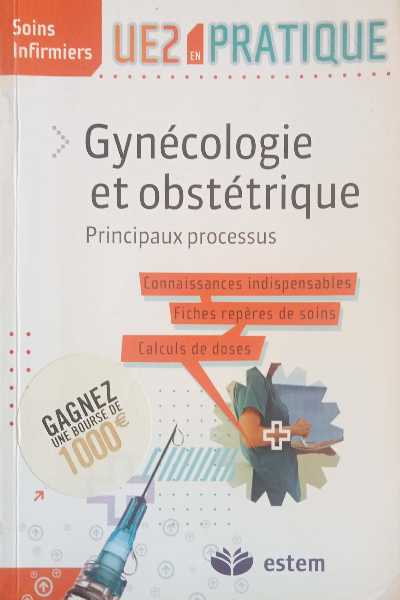 Soins
Infirmiers
UE2 EN PRATIQUE
Gynécologie
et obstétrique
Principaux processus
Connaissances indispensables
Fiches repères de soins
Calculs de doses
GAGNEZ
UNE BOURSE DE
1000€
estem